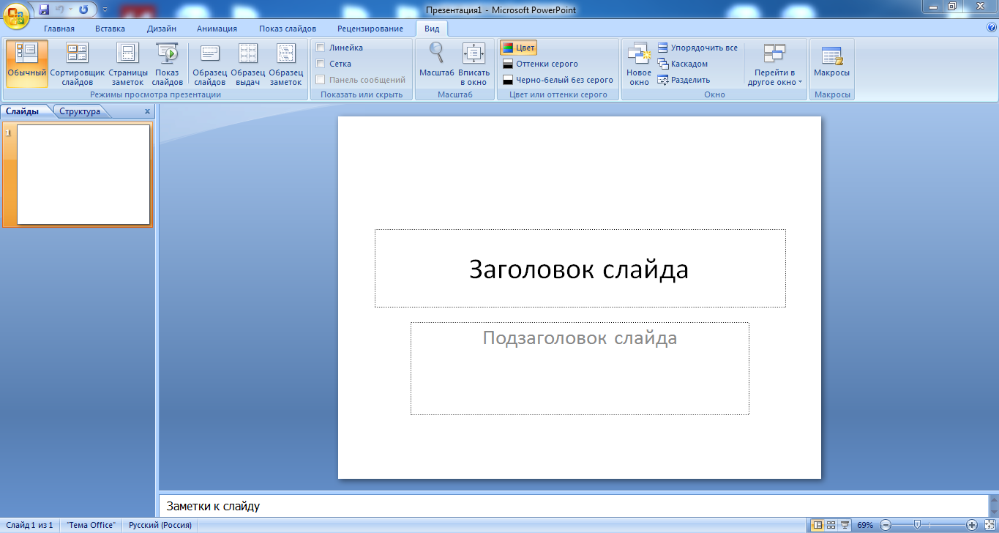 Презентация1 - Microsoft PowerPoint
Главная Вставка Дизайн Анимация Показ слайдов Рецензирование Вид
Обычный
Сортировщик слайдов
Страницы заметок
Показ слайдов
Образец слайдов
Образец выдач
Образец заметок
Режимы просмотра презентации
Линейка
Сетка
Панель сообщений
Показать или скрыть
Масштаб
Вписать в окно
Масштаб
Цвет
Оттенки серого
Черно-белый без серого
Цвет или оттенки серого
Новое окно
Упорядочить все
Каскадом
Разделить
Перейти в другое окно
Окно
Макросы
Макросы
Слайды Структура x
1
Заголовок слайда
Подзаголовок слайда
Заметки к слайду
Слайд 1 из 1 "Тема Office" Русский (Россия) 69%